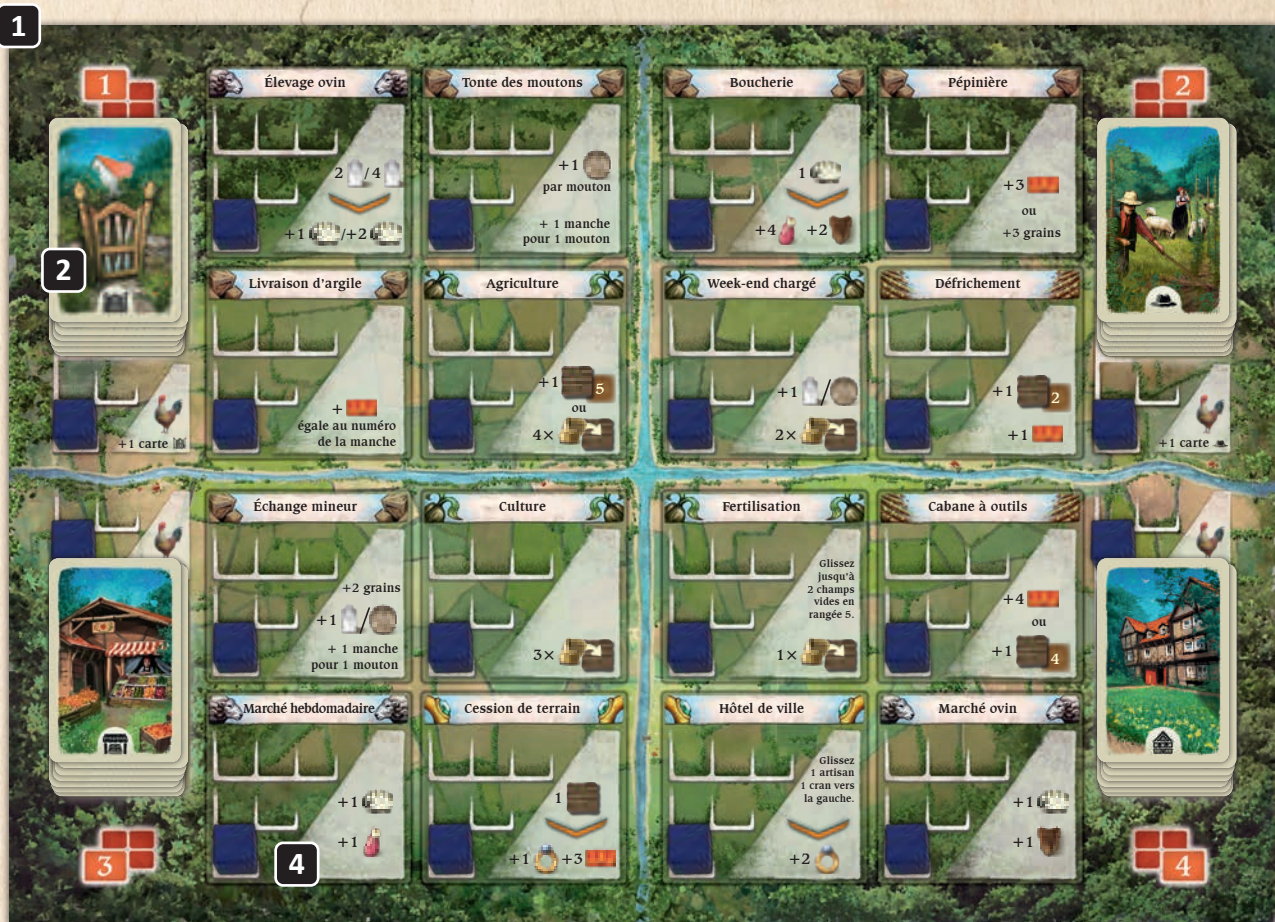 1
1
2
2
Élevage ovin
2 / 4
+1 /+2
Tonte des moutons
+1
par mouton
+ 1 manche
pour 1 mouton
Boucherie
1
+4 +2
Pépinière
+3
ou
+3 grains
Livraison d'argile
+
égale au numéro
de la manche
Agriculture
+1 5
ou
4×
Week-end chargé
+1 /
2×
Défrichement
+1 2
+1
+1 carte
+1 carte
Échange mineur
+2 grains
+1 /
+ 1 manche
pour 1 mouton
Culture
3×
Fertilisation
Glissez
jusqu'à
2 champs
vides en
rangée 5.
1×
Cabane à outils
+4
ou
+1 4
Marché hebdomadaire
+1
+1
4
Cession de terrain
1
+1 +3
Hôtel de ville
Glissez
1 artisan
1 cran vers
la gauche.
+2
Marché ovin
+1
+1
3
4